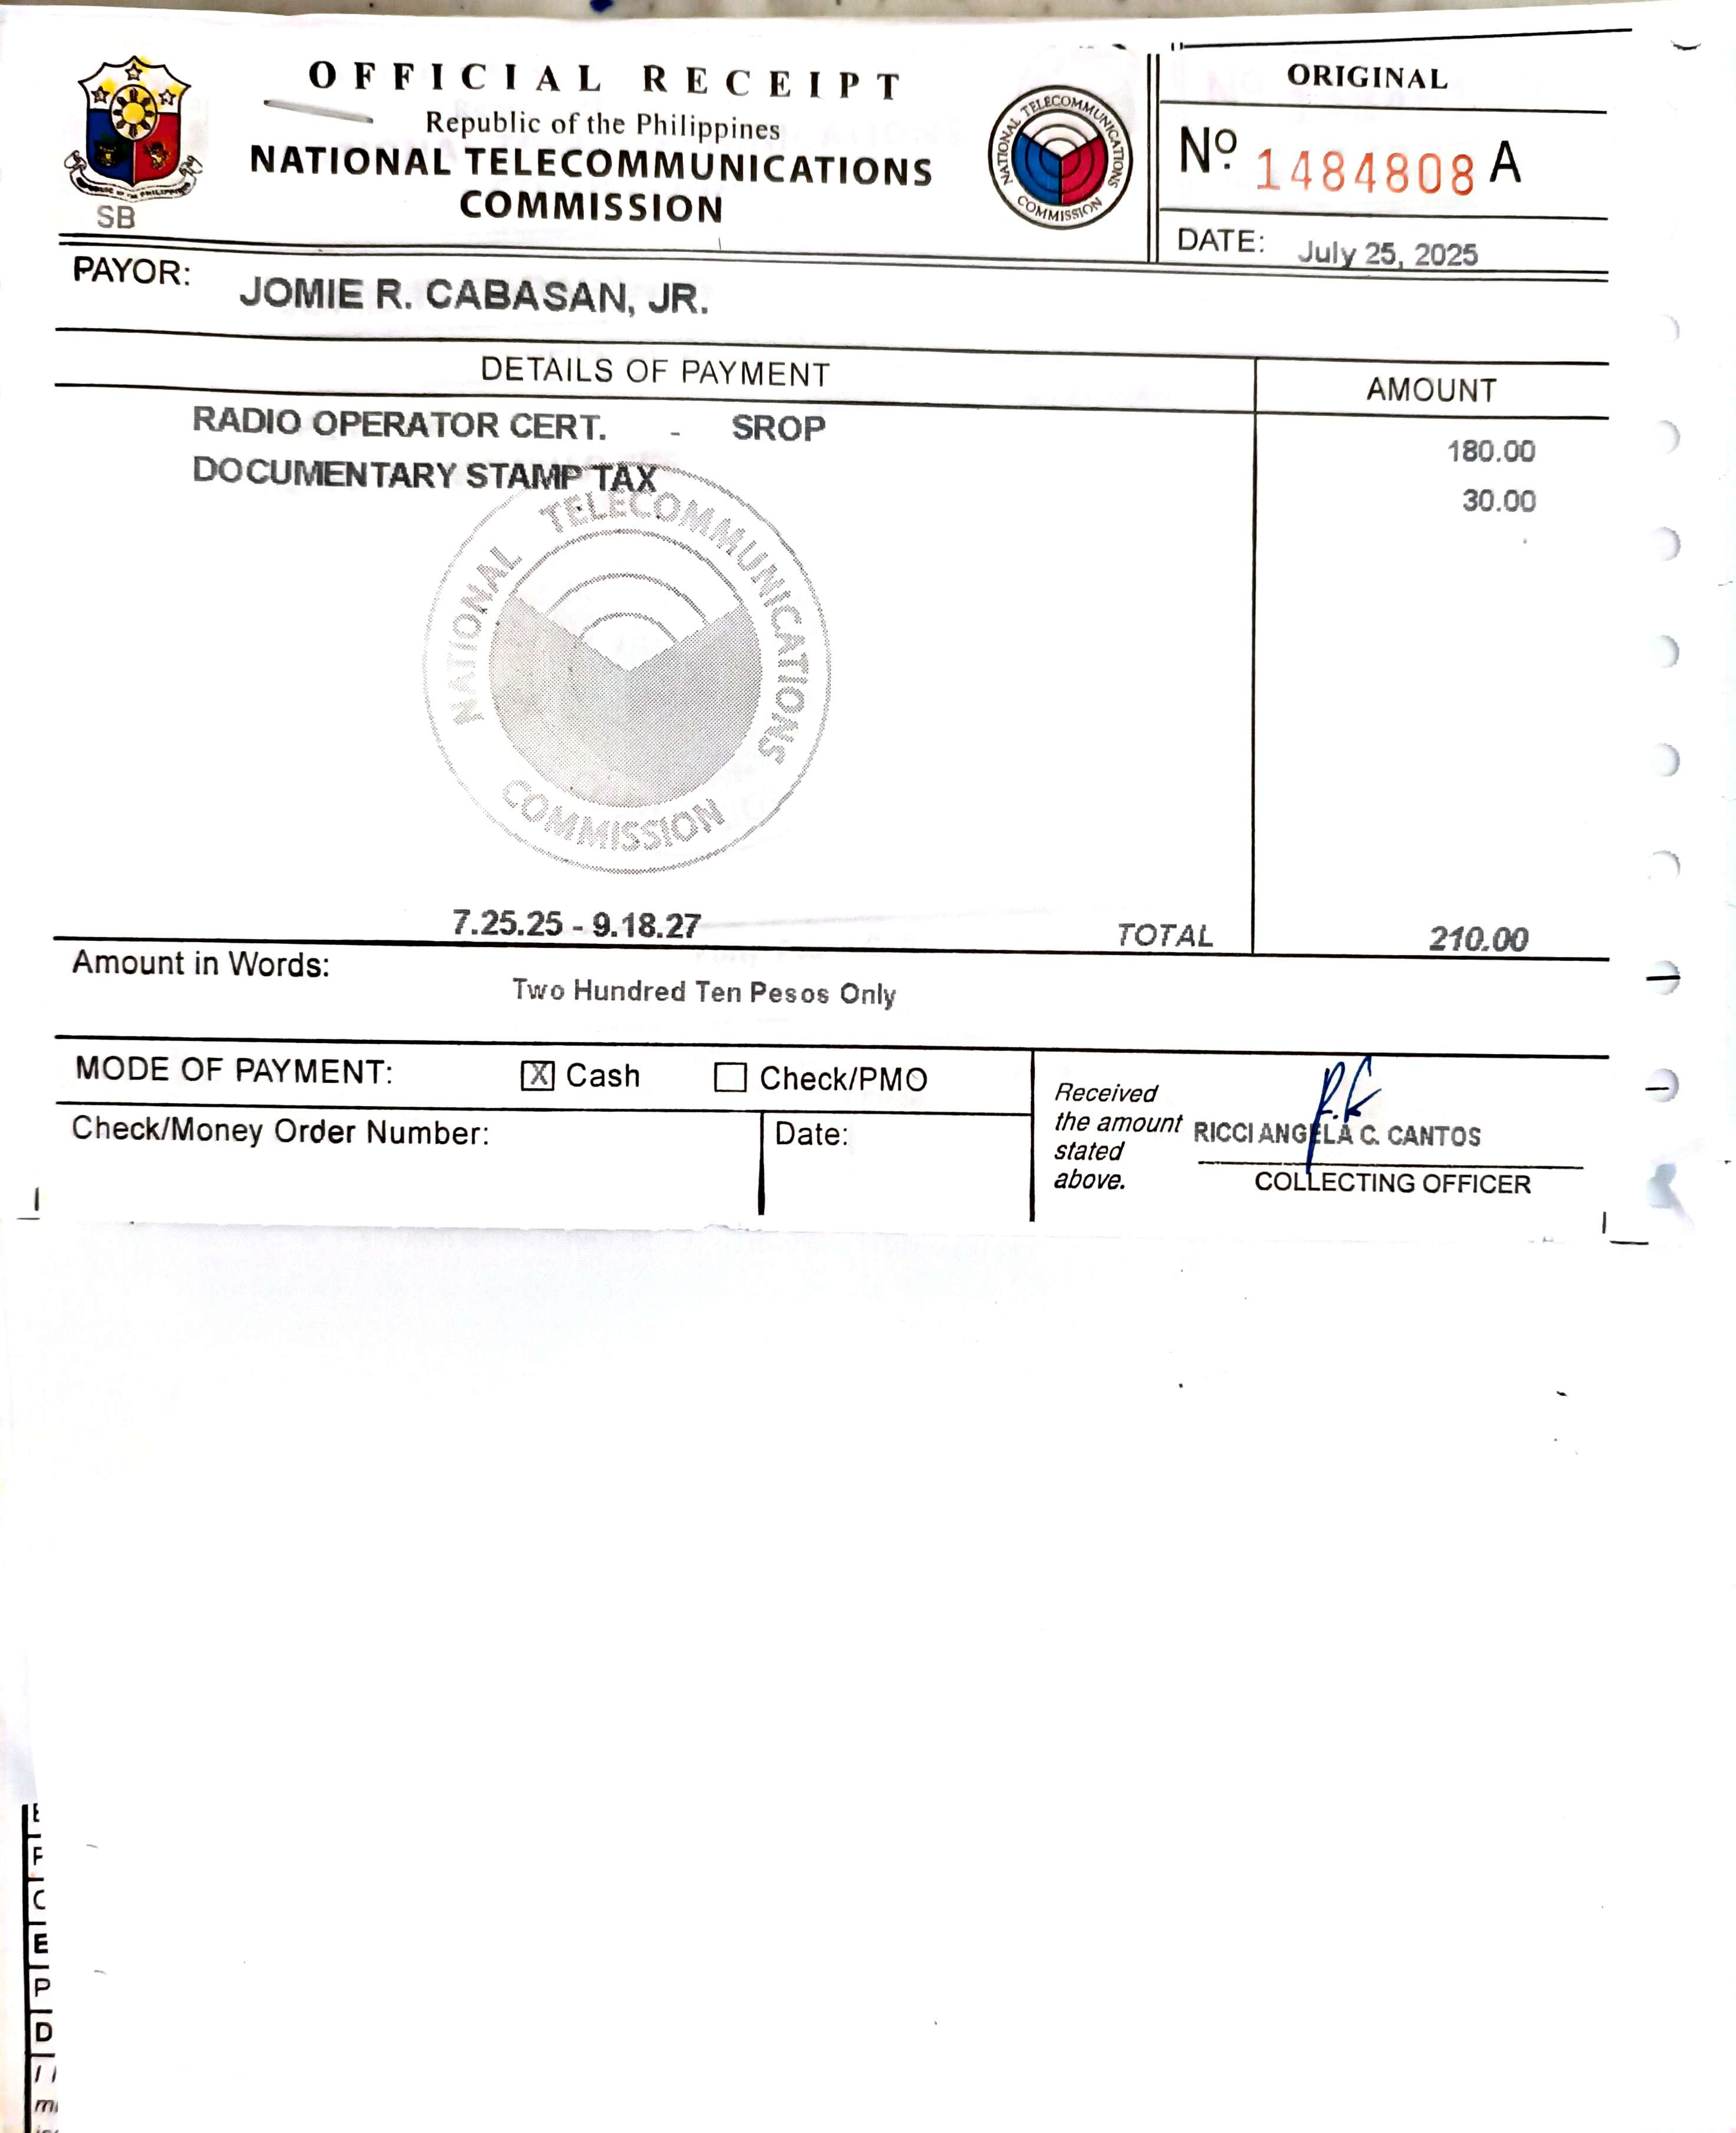 OFFICIAL RECEIPT
Republic of the Philippines
NATIONAL TELECOMMUNICATIONS
COMMISSION
SB
NATIONAL TELECOMMUNICATIONS COMMISSION
ORIGINAL
Nº 1484808 A
DATE: July 25, 2025
PAYOR: JOMIE R. CABASAN, JR.
DETAILS OF PAYMENT AMOUNT
RADIO OPERATOR CERT. - SROP 180.00
DOCUMENTARY STAMP TAX 30.00
NATIONAL TELECOMMUNICATIONS COMMISSION
7.25.25 - 9.18.27 TOTAL 210.00
Amount in Words: Two Hundred Ten Pesos Only
MODE OF PAYMENT: X Cash Check/PMO
Check/Money Order Number: Date:
Received
the amount
stated
above.
RICCI ANGELA C. CANTOS
COLLECTING OFFICER
F
C
E
P
D